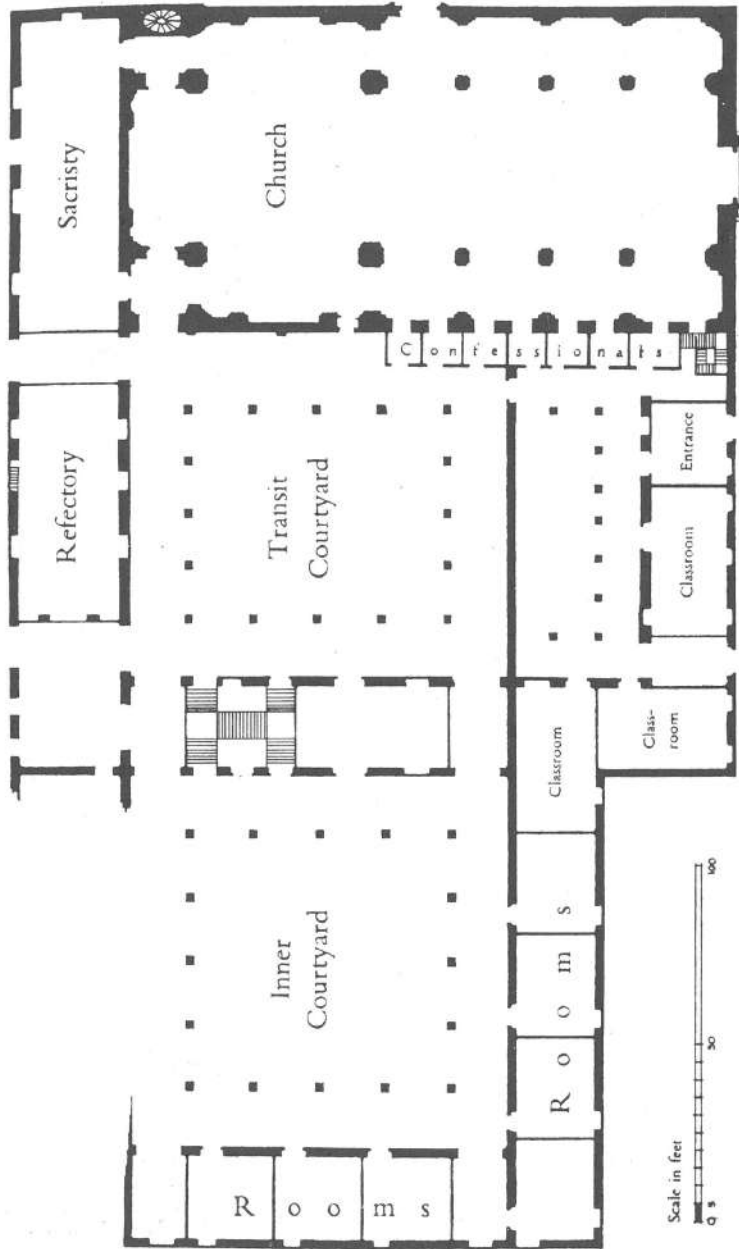 Sacristy
Church
Confessionals
Refectory
Transit
Courtyard
Entrance
Classroom
Class-
room
Classroom
Inner
Courtyard
Rooms
Rooms
Scale in feet
0 5 50 100